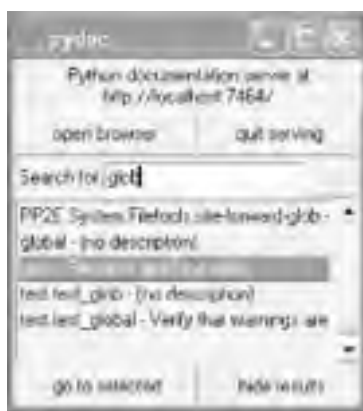 pydoc
Python documentation server at
http://localhost:7464/
open browser
quit serving
Search for glob
PP2E System.Filetools.site-forward-glob -
global - (no description)
test.test_glob - (no description)
test.test_global - Verify that warnings are
go to selected
hide results